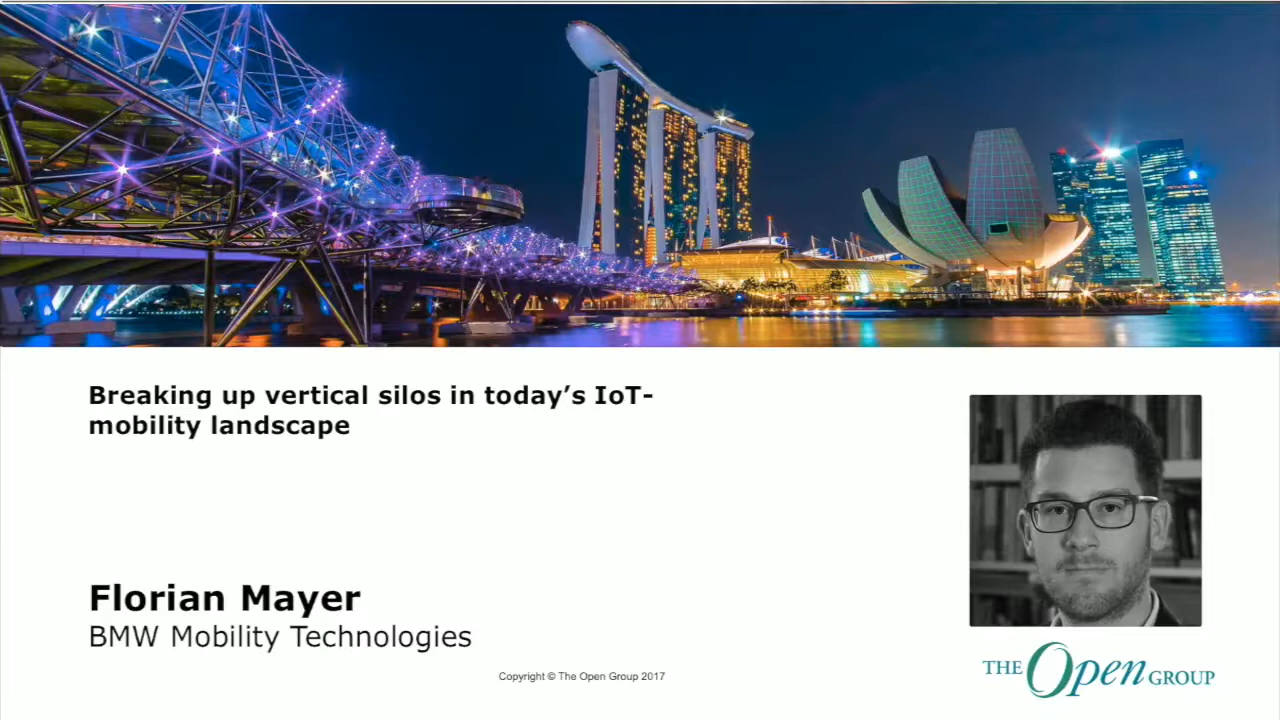 Breaking up vertical silos in today’s IoT-
mobility landscape
Florian Mayer
BMW Mobility Technologies
Copyright © The Open Group 2017
THE Open GROUP